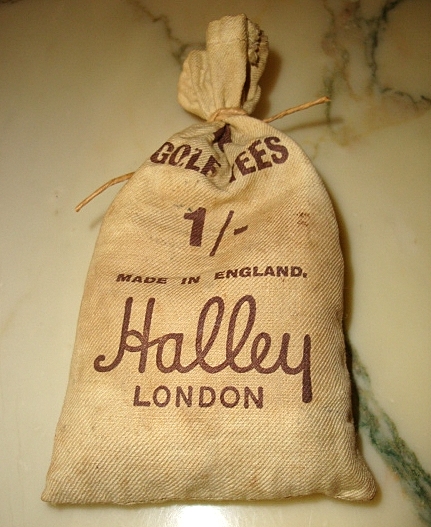 GOLF TEES
1/-
MADE IN ENGLAND.
Halley
LONDON